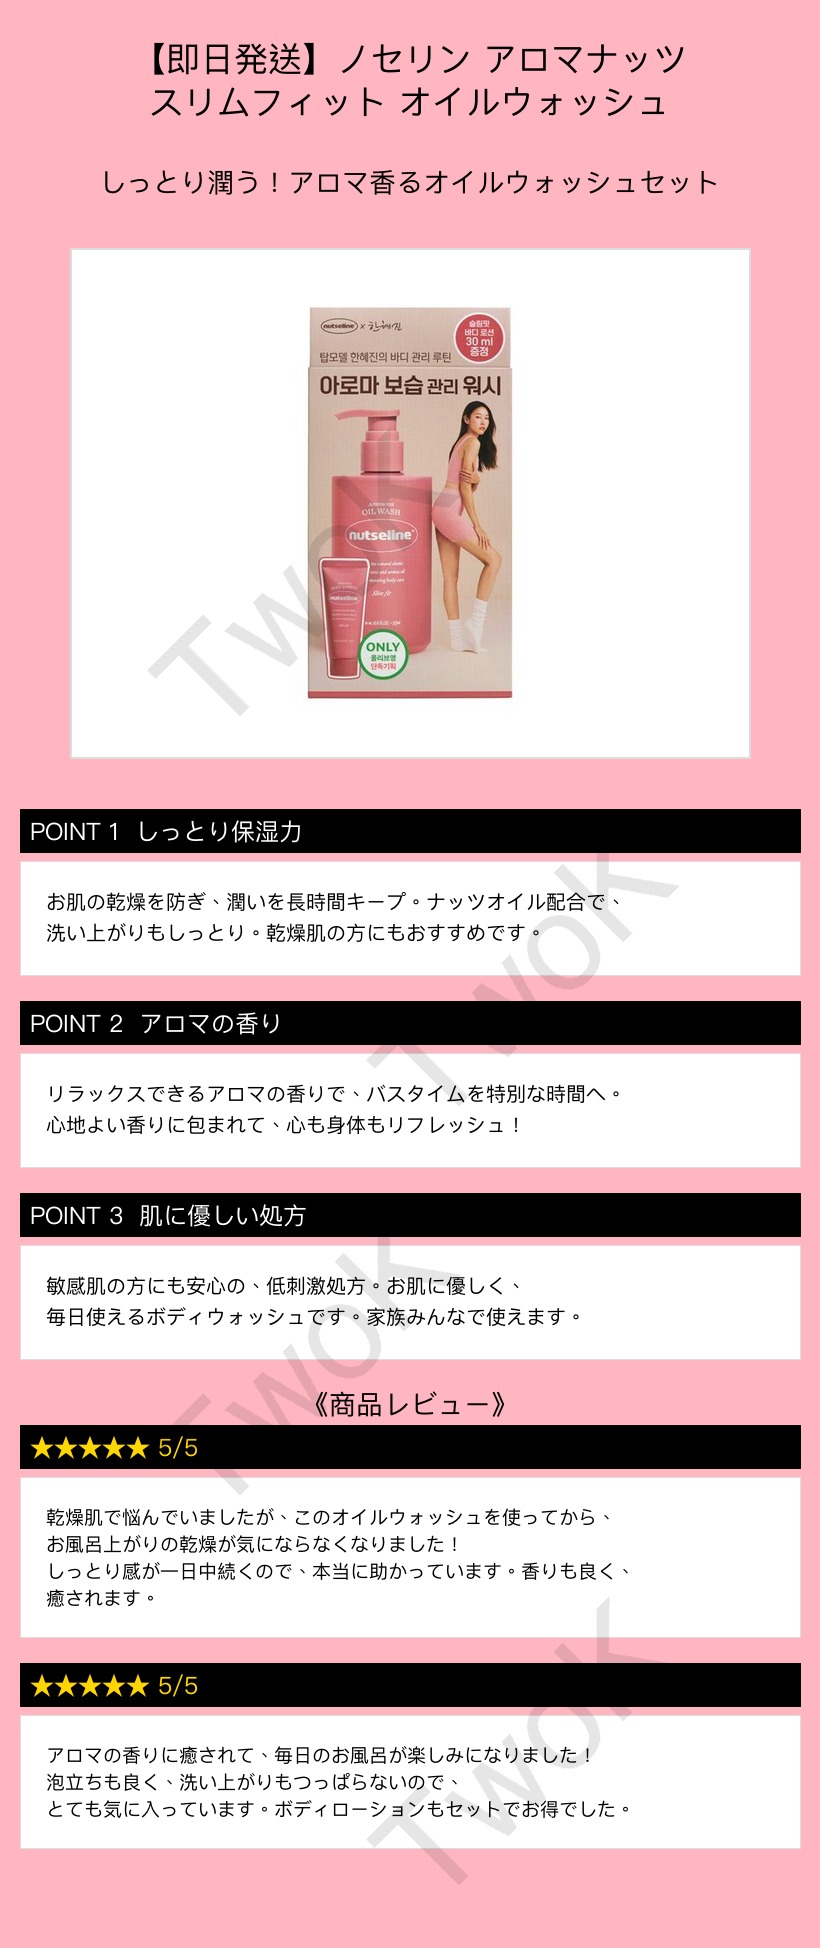 【即日発送】ノセリン アロマナッツ
スリムフィット オイルウォッシュ
しっとり潤う！アロマ香るオイルウォッシュセット
nutseline x 한혜진
슬림핏
바디 로션
30 ml
증정
탑모델 한혜진의 바디 관리 루틴
아로마 보습 관리 워시
OIL WASH
nutseline
Slim fit
nutseline
ONLY
올리브영
단독기획
TwoK
POINT 1 しっとり保湿力
お肌の乾燥を防ぎ、潤いを長時間キープ。ナッツオイル配合で、
洗い上がりもしっとり。乾燥肌の方にもおすすめです。
TwoK
POINT 2 アロマの香り
リラックスできるアロマの香りで、バスタイムを特別な時間へ。
心地よい香りに包まれて、心も身体もリフレッシュ！
POINT 3 肌に優しい処方
敏感肌の方にも安心の、低刺激処方。お肌に優しく、
毎日使えるボディウォッシュです。家族みんなで使えます。
TwoK
《商品レビュー》
★★★★★ 5/5
乾燥肌で悩んでいましたが、このオイルウォッシュを使ってから、
お風呂上がりの乾燥が気にならなくなりました！
しっとり感が一日中続くので、本当に助かっています。香りも良く、
癒されます。
★★★★★ 5/5
アロマの香りに癒されて、毎日のお風呂が楽しみになりました！
泡立ちも良く、洗い上がりもつっぱらないので、
とても気に入っています。ボディローションもセットでお得でした。
TwoK